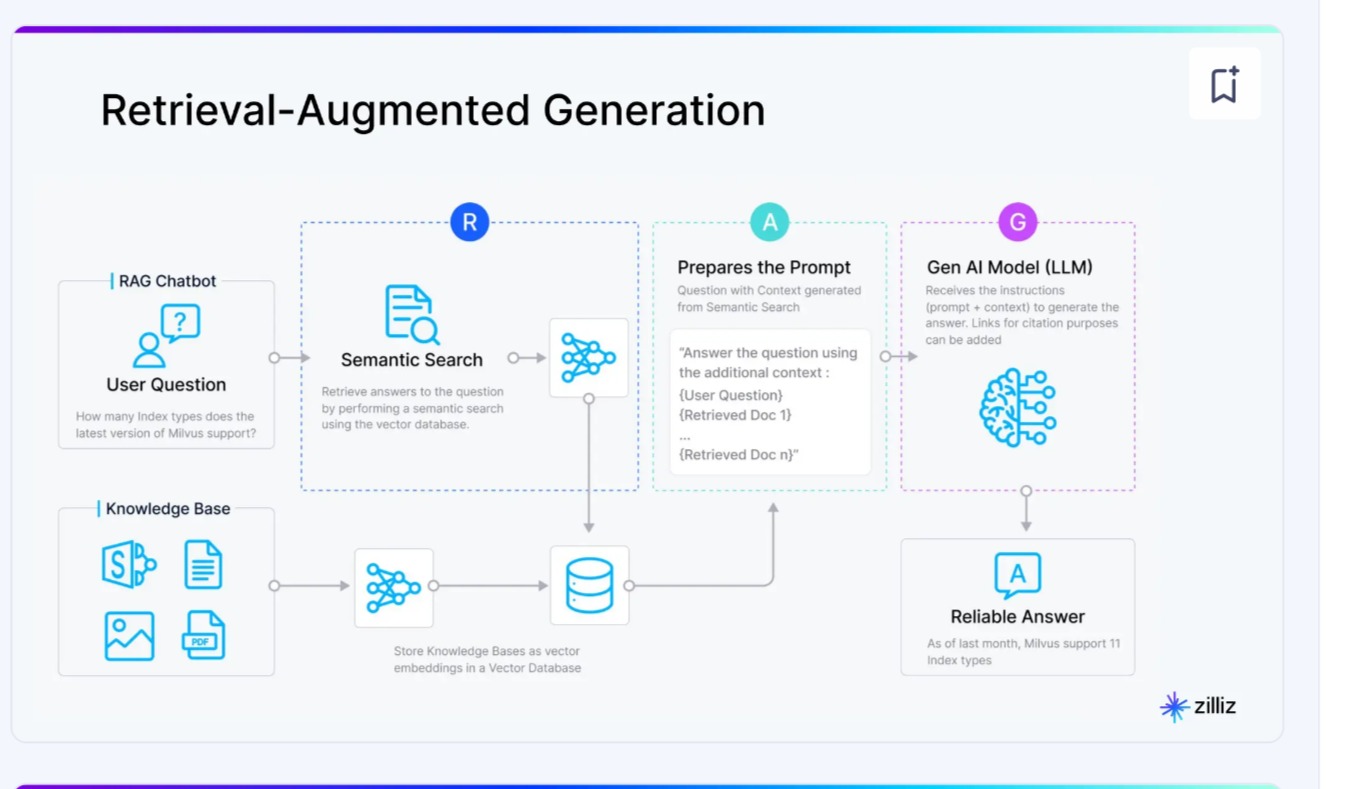 Retrieval-Augmented Generation
R
A
G
RAG Chatbot
?
User Question
How many Index types does the
latest version of Milvus support?
Semantic Search
Retrieve answers to the question
by performing a semantic search
using the vector database.
Prepares the Prompt
Question with Context generated
from Semantic Search
"Answer the question using
the additional context :
{User Question}
{Retrieved Doc 1}
...
{Retrieved Doc n}"
Gen AI Model (LLM)
Receives the instructions
(prompt + context) to generate the
answer. Links for citation purposes
can be added
Knowledge Base
S
PDF
Store Knowledge Bases as vector
embeddings in a Vector Database
A
Reliable Answer
As of last month, Milvus support 11
Index types
zilliz